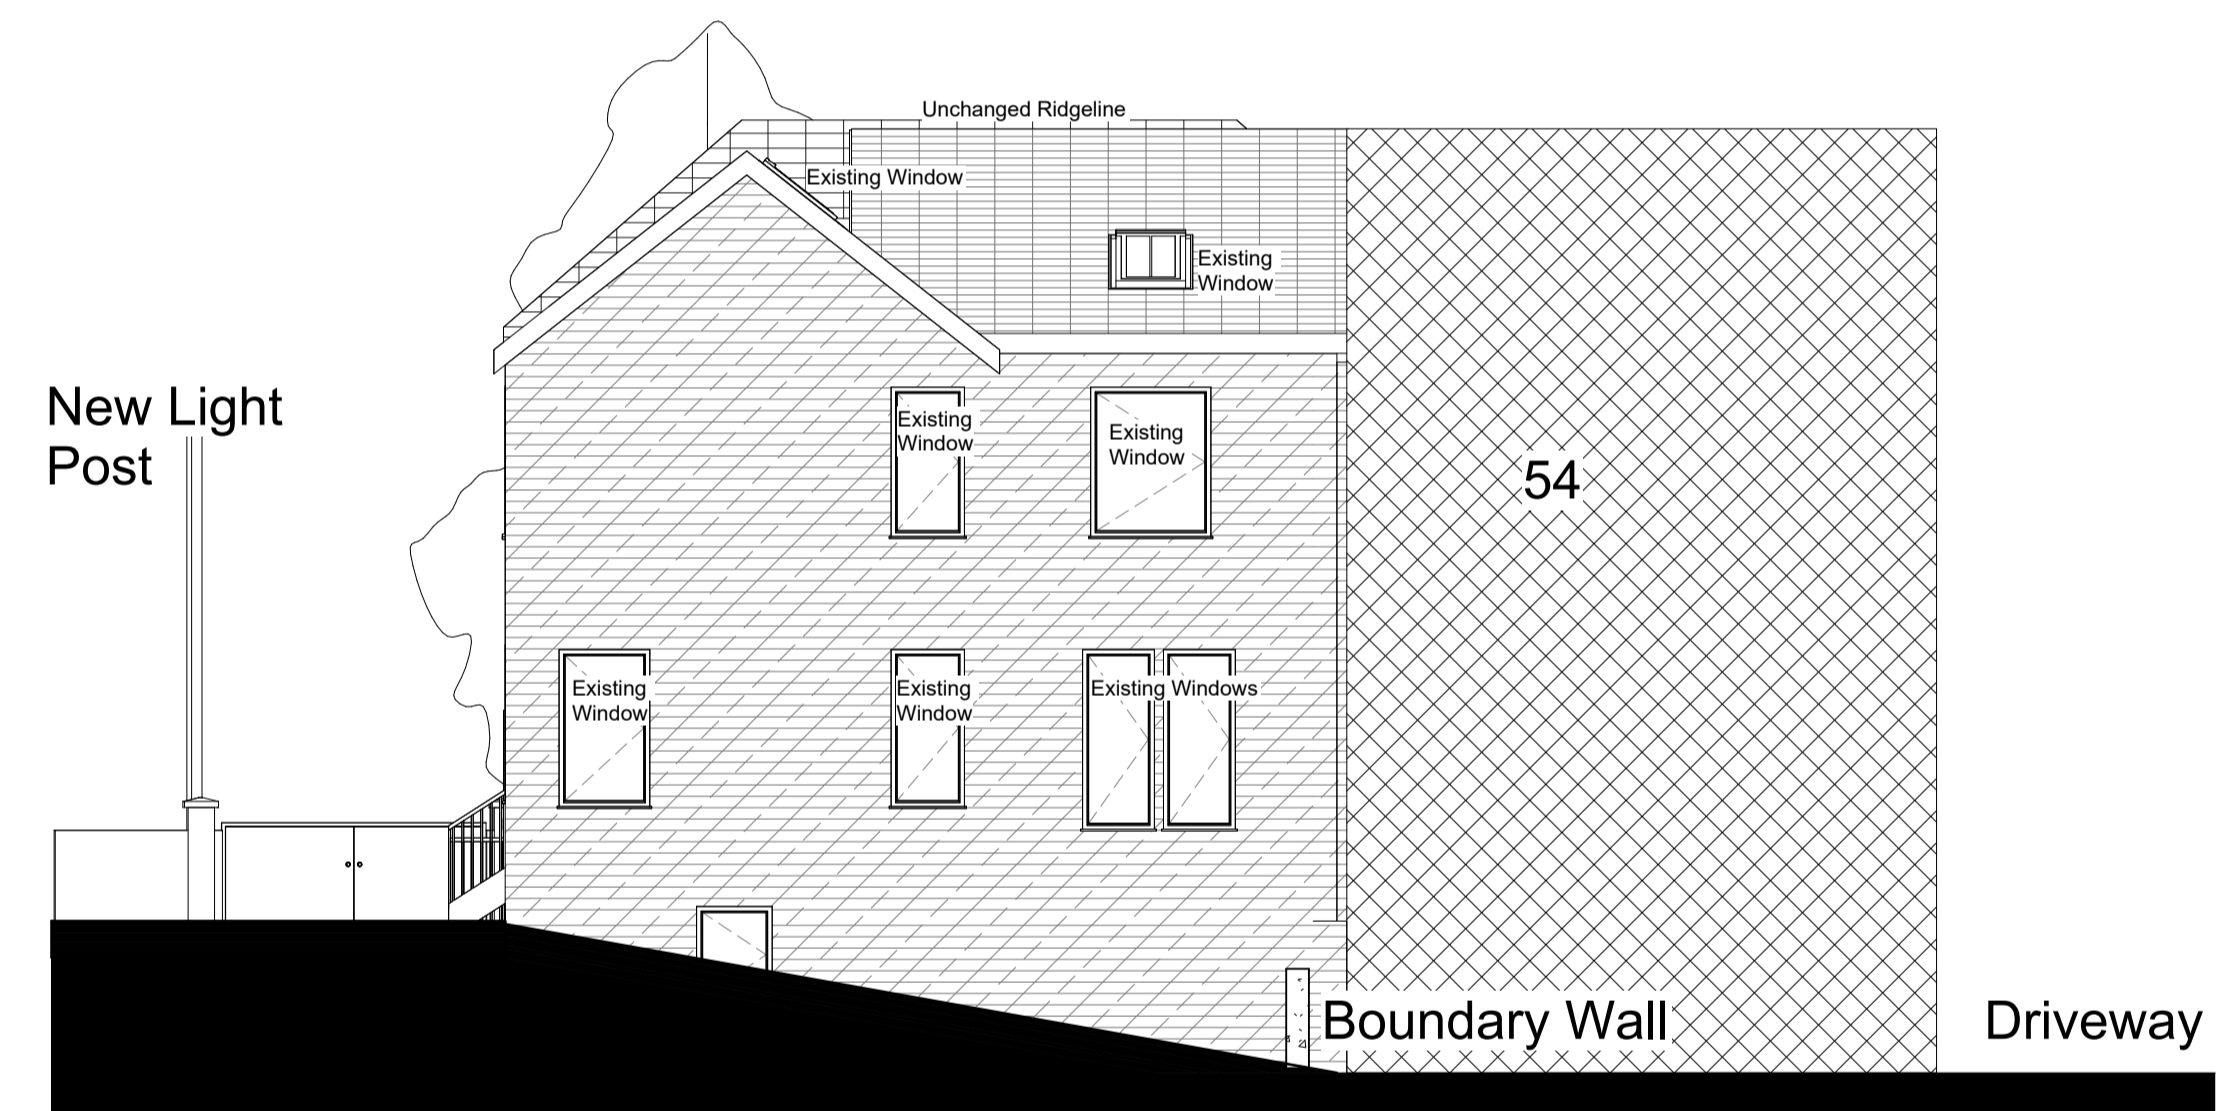 Unchanged Ridgeline
Existing Window
Existing
Window
New Light
Post
Existing
Window
Existing
Window
54
Existing
Window
Existing
Window
Existing Windows
Boundary Wall
Driveway